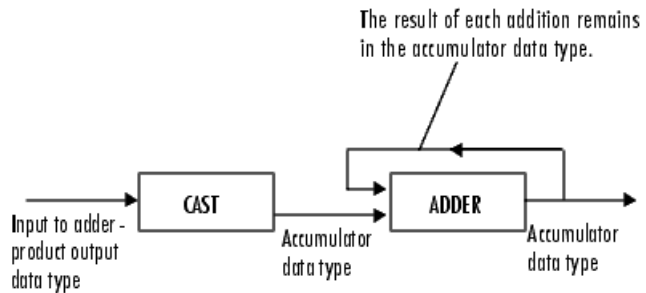 The result of each addition remains
in the accumulator data type.
CAST
ADDER
Input to adder -
product output
data type
Accumulator
data type
Accumulator
data type